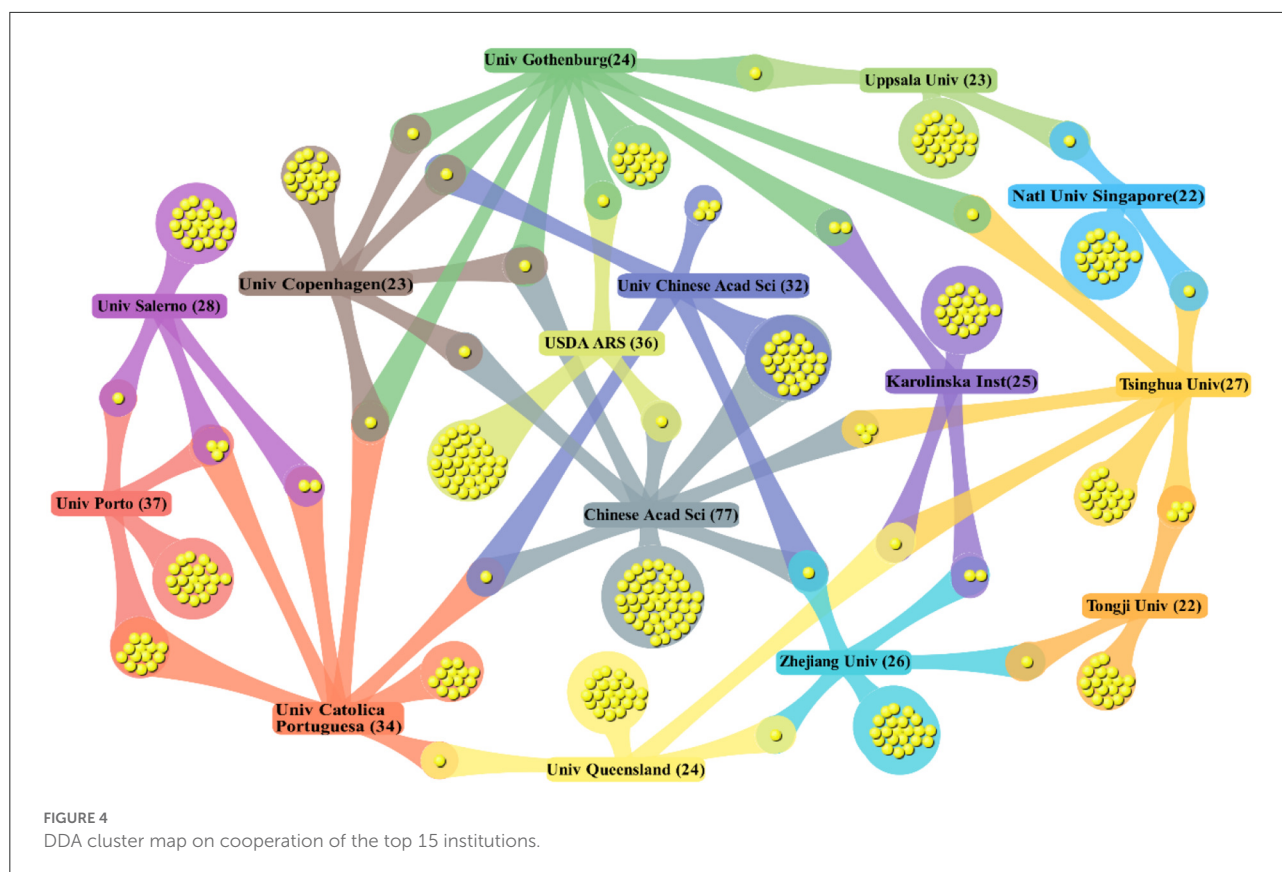 Univ Gothenburg(24)
Uppsala Univ (23)
Natl Univ Singapore(22)
Univ Copenhagen(23)
Univ Chinese Acad Sci (32)
Univ Salerno (28)
USDA ARS (36)
Karolinska Inst(25)
Tsinghua Univ(27)
Univ Porto (37)
Chinese Acad Sci (77)
Tongji Univ (22)
Zhejiang Univ (26)
Univ Catolica
Portuguesa (34)
Univ Queensland (24)
FIGURE 4
DDA cluster map on cooperation of the top 15 institutions.